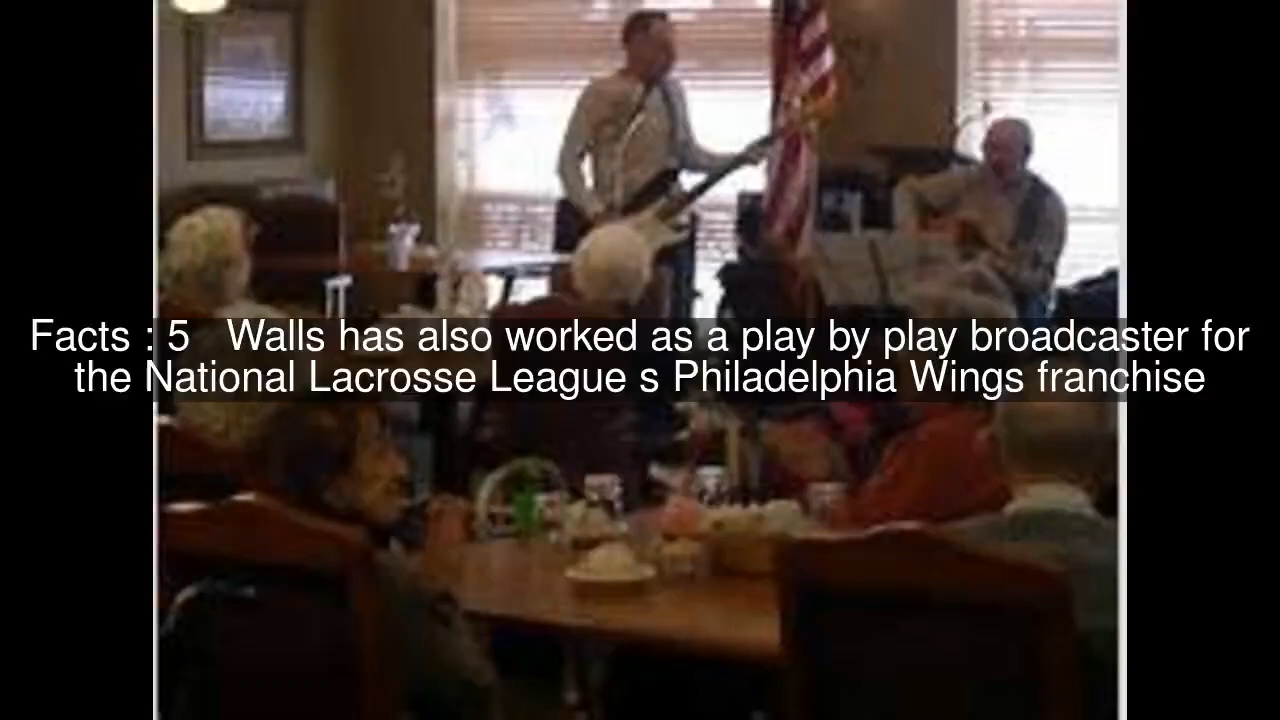 Facts : 5   Walls has also worked as a play by play broadcaster for
the National Lacrosse League s Philadelphia Wings franchise